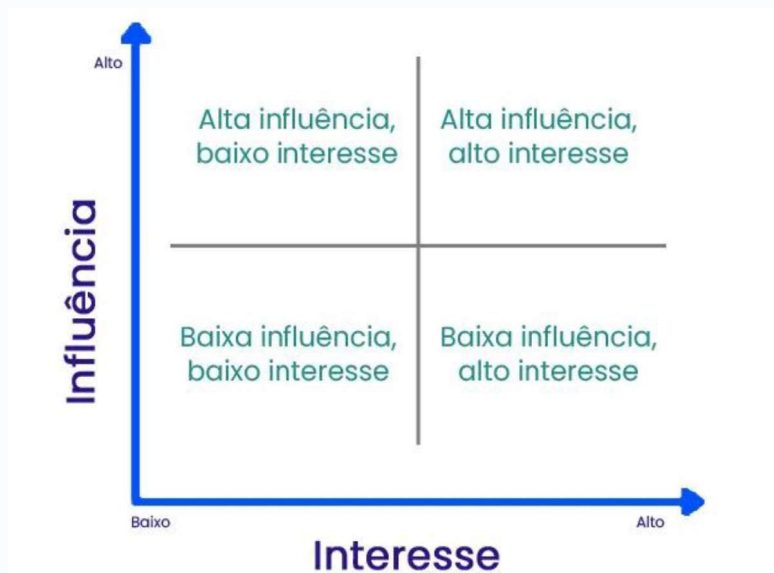 Alto
Alta influência,
baixo interesse
Alta influência,
alto interesse
Influência
Baixa influência,
baixo interesse
Baixa influência,
alto interesse
Baixo
Alto
Interesse